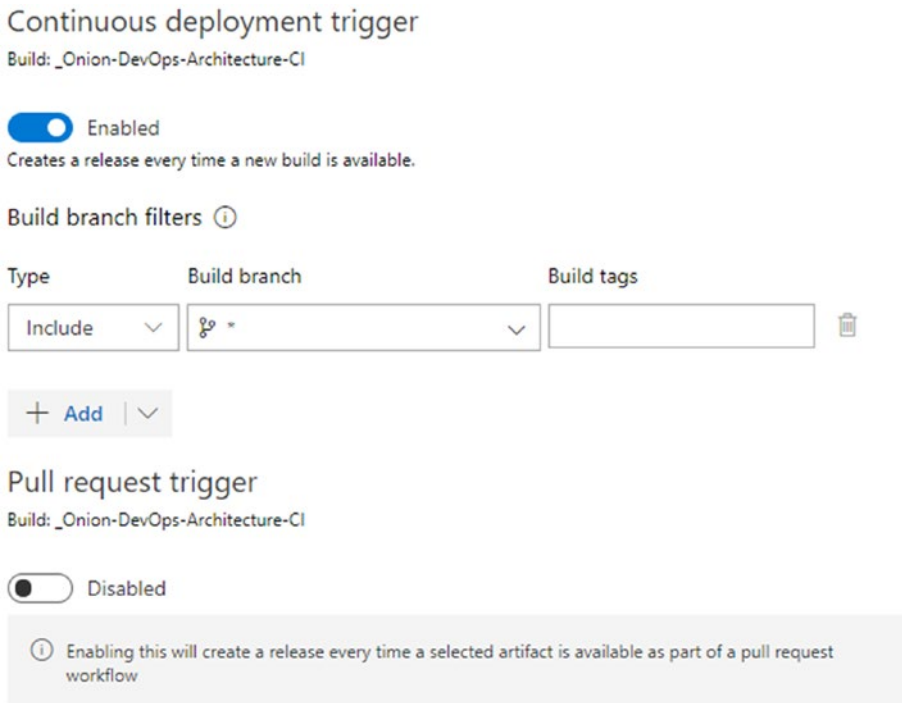 Continuous deployment trigger
Build: _Onion-DevOps-Architecture-CI
Enabled
Creates a release every time a new build is available.
Build branch filters
Type Build branch Build tags
Include *
+ Add
Pull request trigger
Build: _Onion-DevOps-Architecture-CI
Disabled
Enabling this will create a release every time a selected artifact is available as part of a pull request
workflow